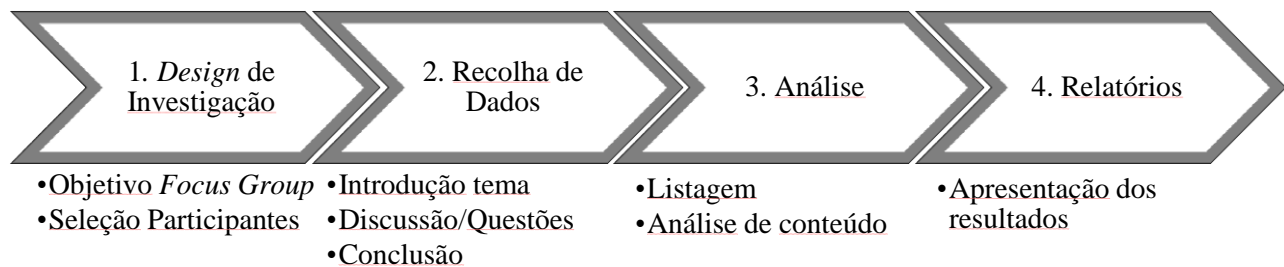 1. Design de
Investigação
2. Recolha de
Dados
3. Análise
4. Relatórios
•Objetivo Focus Group
•Seleção Participantes
•Introdução tema
•Discussão/Questões
•Conclusão
•Listagem
•Análise de conteúdo
•Apresentação dos
resultados